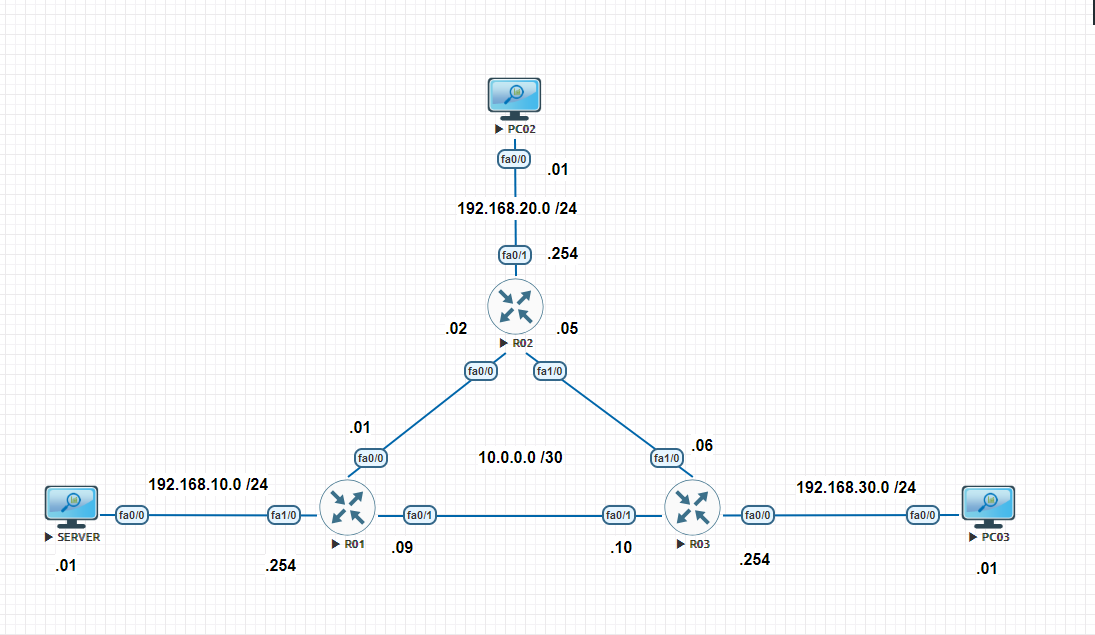 PC02
fa0/0
.01
192.168.20.0 /24
fa0/1
.254
.02
.05
R02
fa0/0
fa1/0
.01
.06
fa0/0
10.0.0.0 /30
fa1/0
192.168.10.0 /24
192.168.30.0 /24
fa0/0
fa1/0
fa0/1
fa0/1
fa0/0
fa0/0
SERVER
R01
.09
.10
R03
PC03
.01
.254
.254
.01